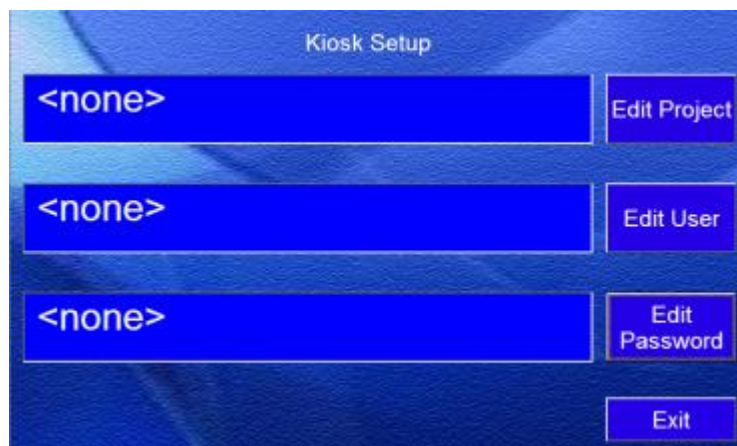 Kiosk Setup
<none>
Edit Project
<none>
Edit User
<none>
Edit
Password
Exit